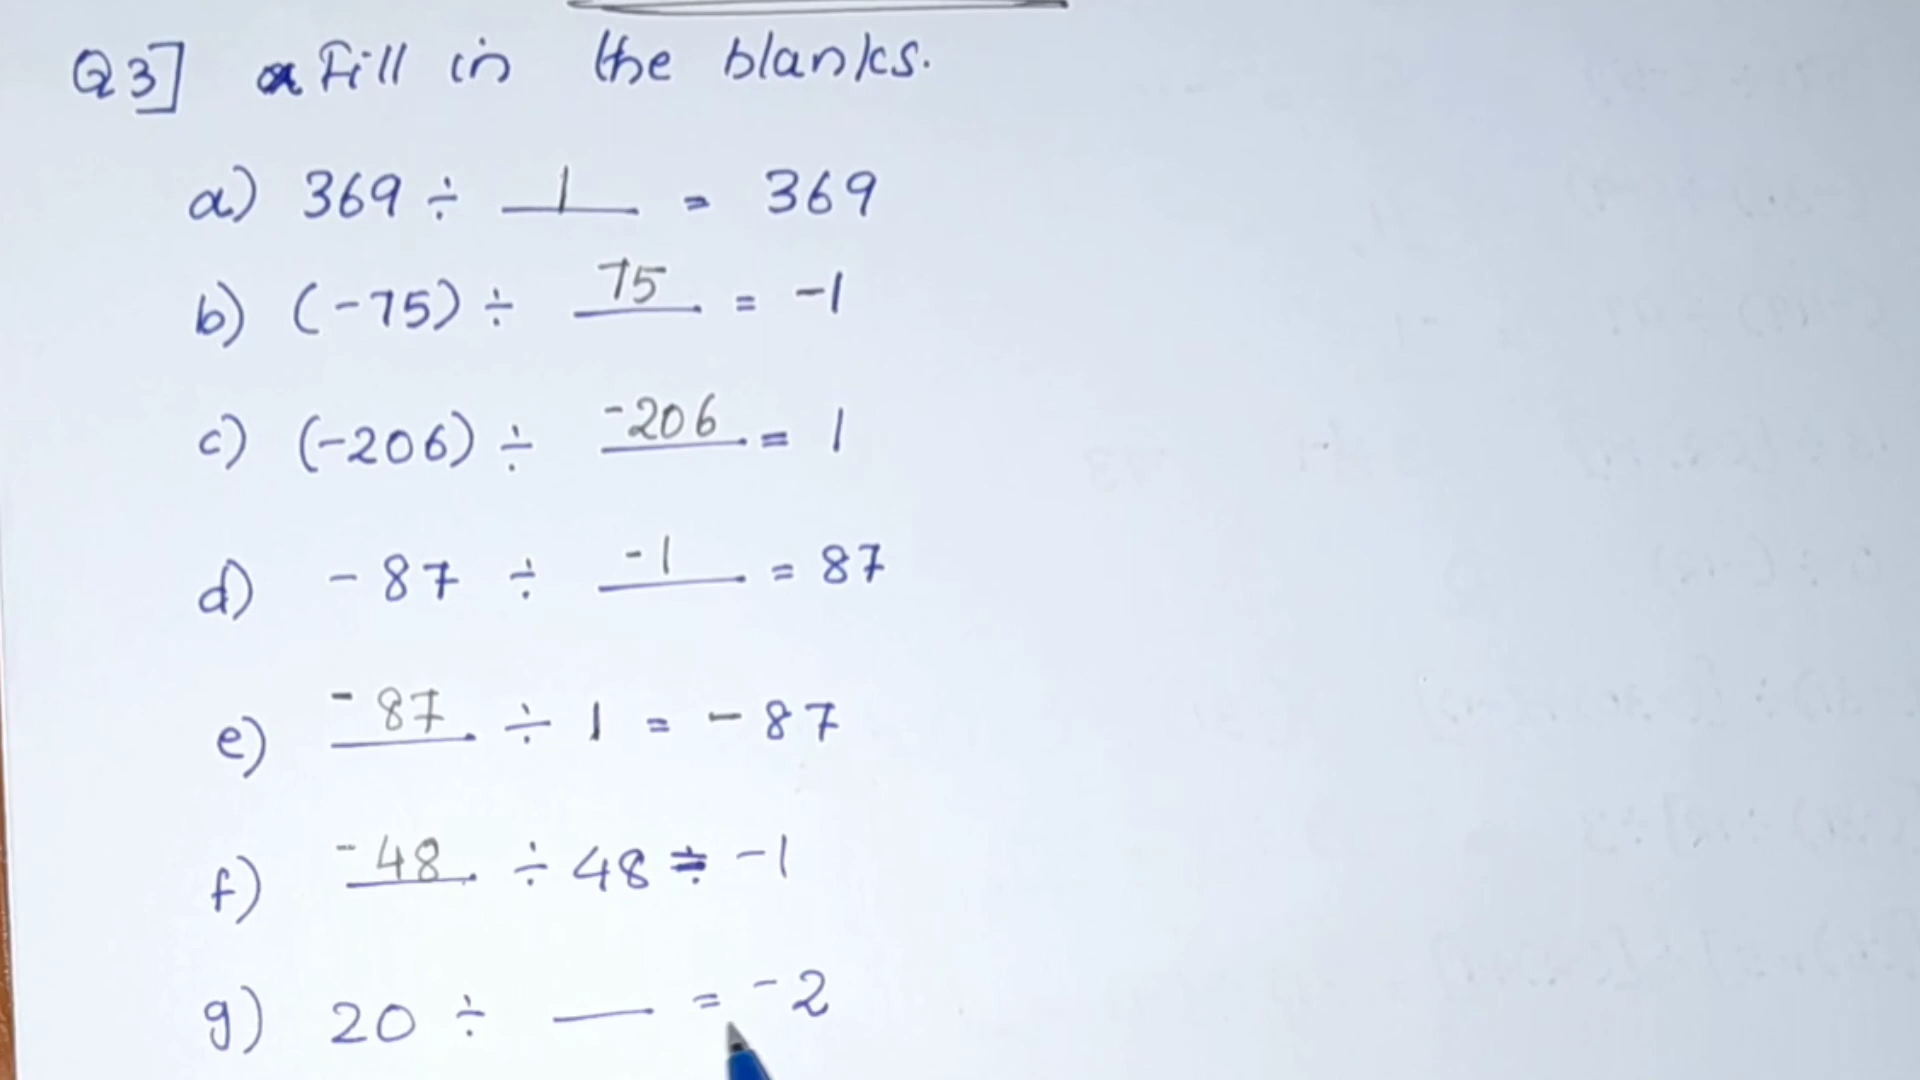 Q3] Fill in the blanks.
a) 369 ÷ 1 = 369
b) (-75) ÷ 75 = -1
c) (-206) ÷ -206 = 1
d) -87 ÷ -1 = 87
e) -87 ÷ 1 = -87
f) -48 ÷ 48 = -1
g) 20 ÷ ___ = -2